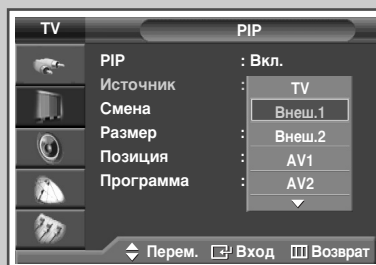 TV PIP
PIP : Вкл.
Источник : TV
Смена Внеш.1
Размер : Внеш.2
Позиция : AV1
Программа : AV2
Перем. Вход Возврат